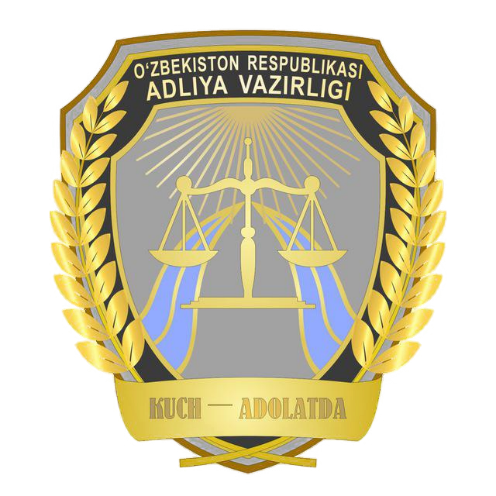 O‘ZBEKISTON RESPUBLIKASI
ADLIYA VAZIRLIGI
KUCH — ADOLATDA